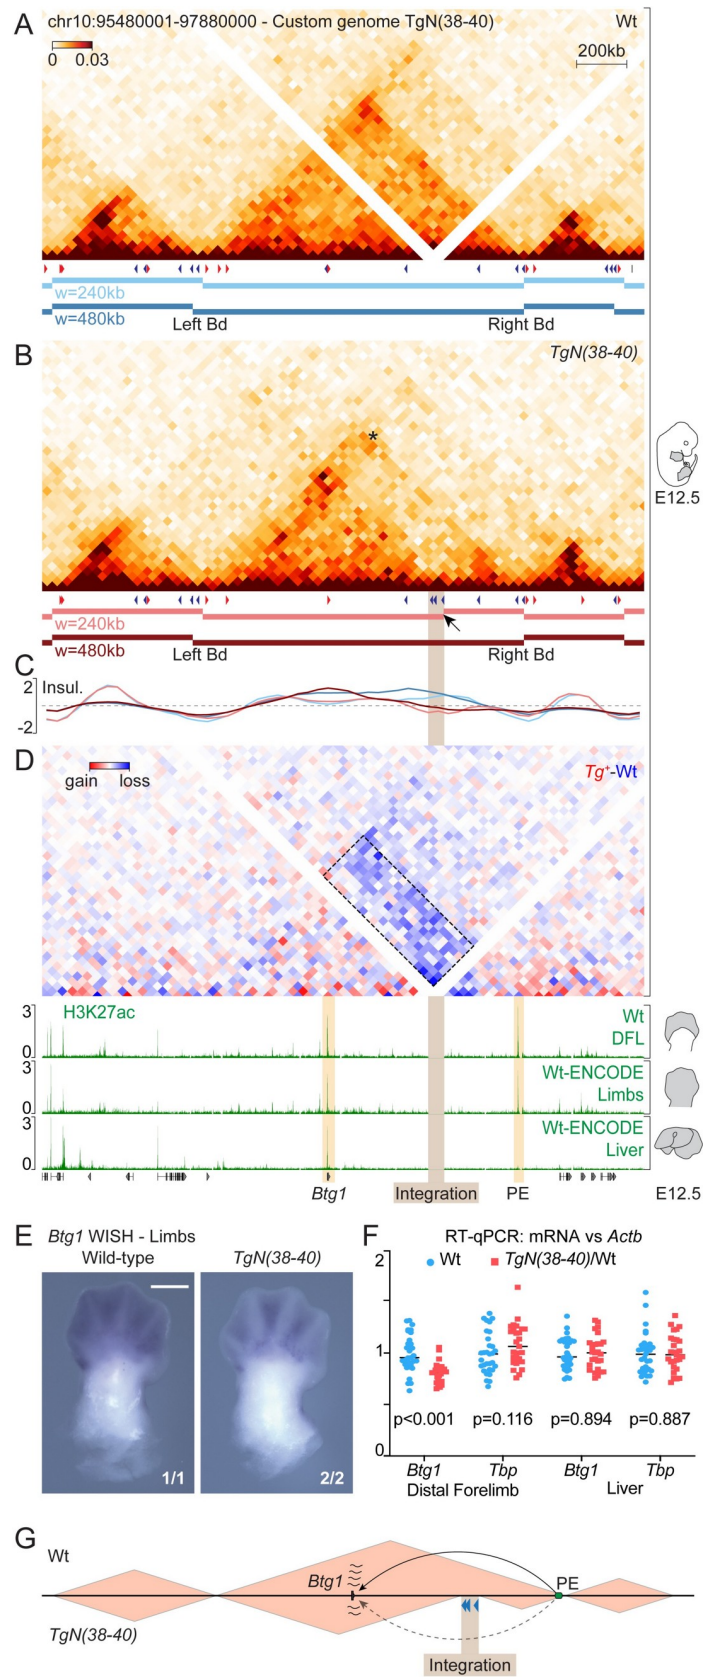 A
chr10:95480001-97880000 - Custom genome TgN(38-40)
Wt
0 0.03
200kb
w=240kb
w=480kb
Left Bd
Right Bd
B
TgN(38-40)
*
E12.5
w=240kb
w=480kb
Left Bd
Right Bd
C
2
Insul.
-2
D
gain loss
Tg+-Wt
H3K27ac
3
0
Wt
DFL
3
0
Wt-ENCODE
Limbs
3
0
Wt-ENCODE
Liver
Btg1
Integration
PE
E12.5
E
Btg1 WISH - Limbs
Wild-type
TgN(38-40)
1/1
2/2
F
RT-qPCR: mRNA vs Actb
Wt
TgN(38-40)/Wt
2
1
0
p<0.001
p=0.116
p=0.894
p=0.887
Btg1
Tbp
Btg1
Tbp
Distal Forelimb
Liver
G
Wt
Btg1
PE
TgN(38-40)
Integration